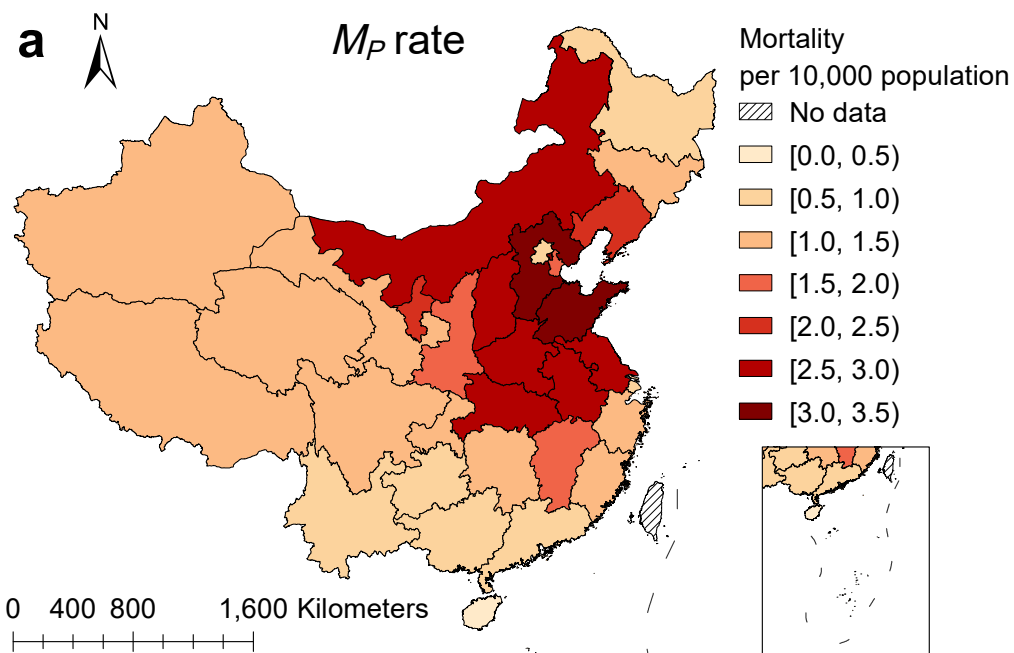 a
N
M_P rate
Mortality
per 10,000 population
No data
[0.0, 0.5)
[0.5, 1.0)
[1.0, 1.5)
[1.5, 2.0)
[2.0, 2.5)
[2.5, 3.0)
[3.0, 3.5)
0 400 800 1,600 Kilometers